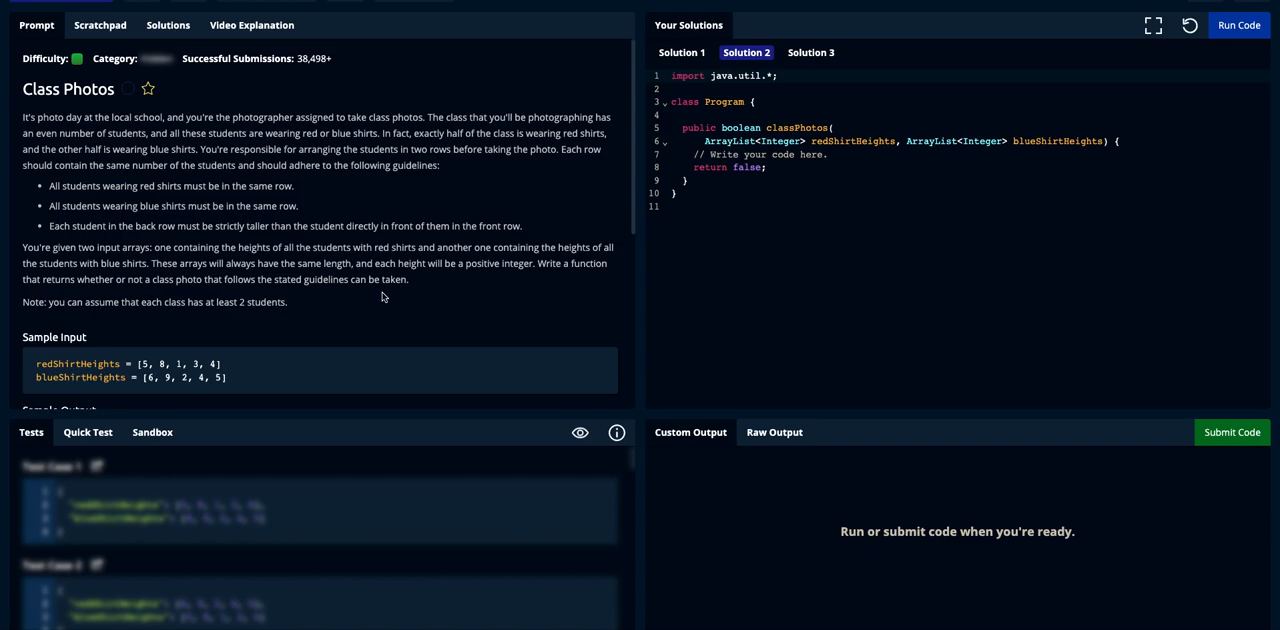 Prompt
Scratchpad
Solutions
Video Explanation
Difficulty:
Category:
Successful Submissions: 38,498+
Class Photos
It's photo day at the local school, and you're the photographer assigned to take class photos. The class that you'll be photographing has
an even number of students, and all these students are wearing red or blue shirts. In fact, exactly half of the class is wearing red shirts,
and the other half is wearing blue shirts. You're responsible for arranging the students in two rows before taking the photo. Each row
should contain the same number of the students and should adhere to the following guidelines:
• All students wearing red shirts must be in the same row.
• All students wearing blue shirts must be in the same row.
• Each student in the back row must be strictly taller than the student directly in front of them in the front row.
You're given two input arrays: one containing the heights of all the students with red shirts and another one containing the heights of all
the students with blue shirts. These arrays will always have the same length, and each height will be a positive integer. Write a function
that returns whether or not a class photo that follows the stated guidelines can be taken.
Note: you can assume that each class has at least 2 students.
Sample Input
redShirtHeights = [5, 8, 1, 3, 4]
blueShirtHeights = [6, 9, 2, 4, 5]
Your Solutions
Run Code
Solution 1
Solution 2
Solution 3
1 import java.util.*;
2
3 class Program {
4
5 public boolean classPhotos(
6 ArrayList<Integer> redShirtHeights, ArrayList<Integer> blueShirtHeights) {
7 // Write your code here.
8 return false;
9 }
10 }
11
Tests
Quick Test
Sandbox
Custom Output
Raw Output
Submit Code
Run or submit code when you're ready.